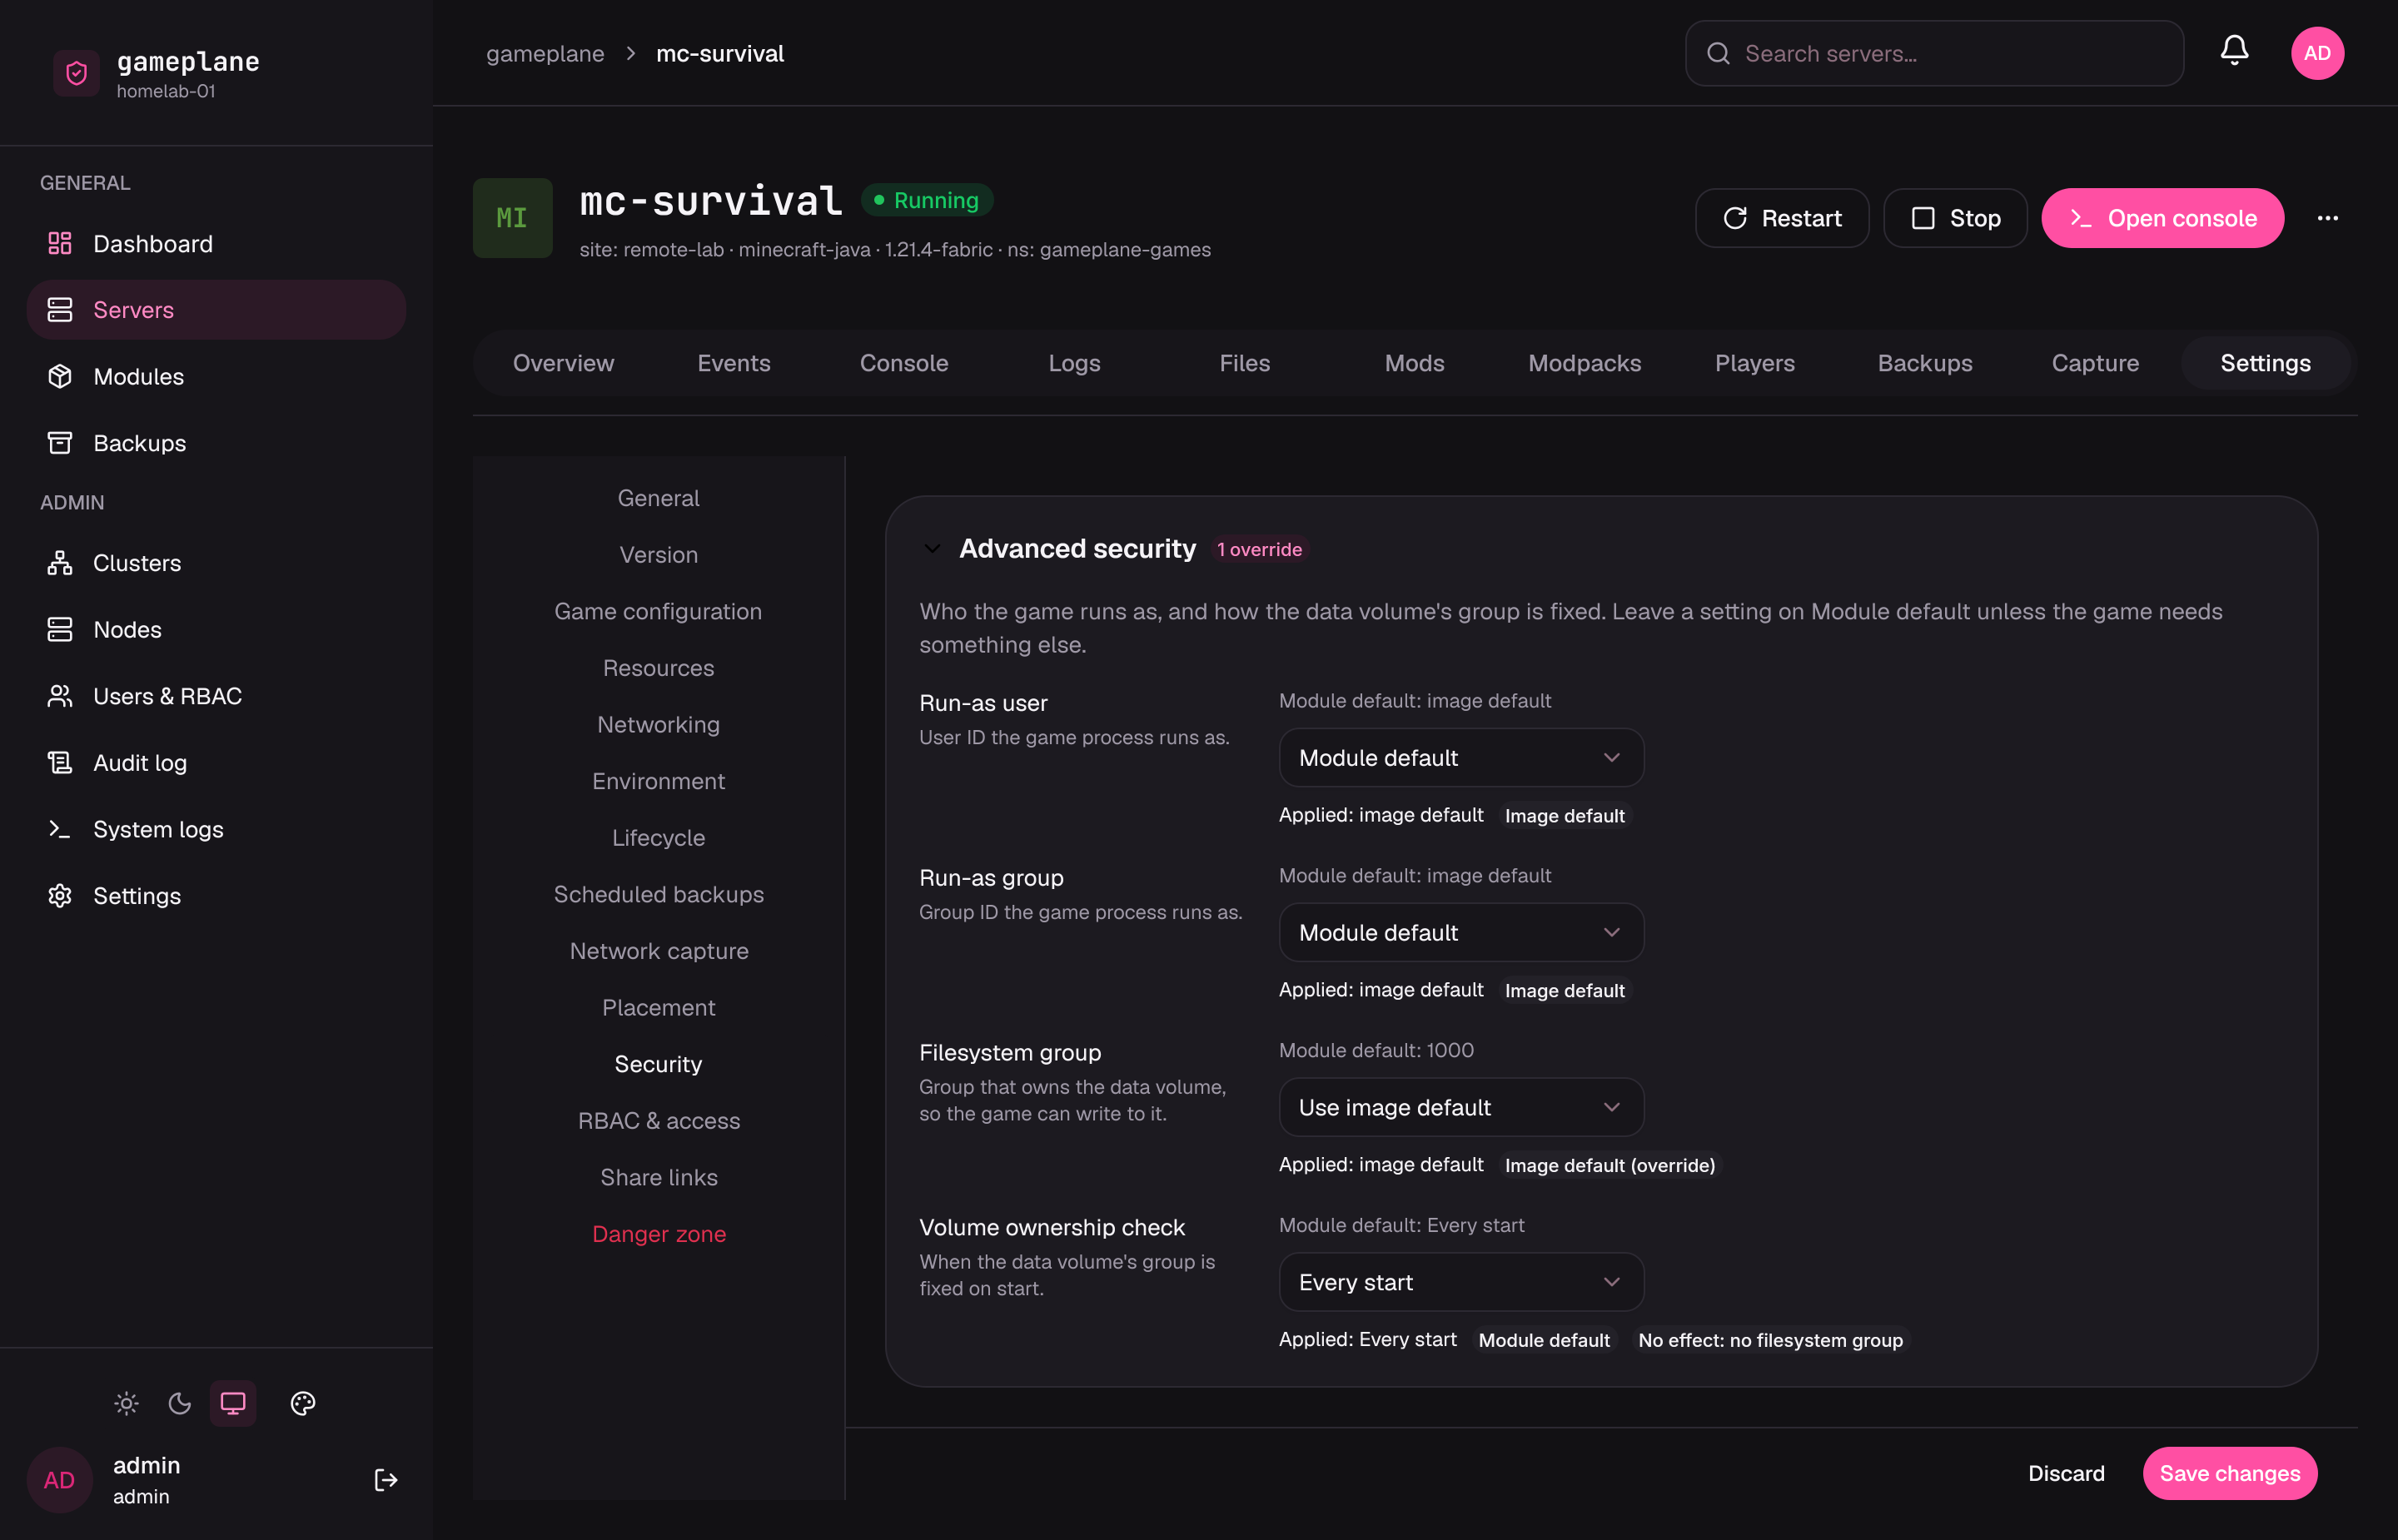 gameplane
homelab-01
GENERAL
Dashboard
Servers
Modules
Backups
ADMIN
Clusters
Nodes
Users & RBAC
Audit log
System logs
Settings
AD
admin
admin
gameplane
mc-survival
Search servers...
AD
MI
mc-survival
Running
site: remote-lab · minecraft-java · 1.21.4-fabric · ns: gameplane-games
Restart
Stop
Open console
Overview
Events
Console
Logs
Files
Mods
Modpacks
Players
Backups
Capture
Settings
General
Version
Game configuration
Resources
Networking
Environment
Lifecycle
Scheduled backups
Network capture
Placement
Security
RBAC & access
Share links
Danger zone
Advanced security
1 override
Who the game runs as, and how the data volume's group is fixed. Leave a setting on Module default unless the game needs
something else.
Run-as user
User ID the game process runs as.
Module default: image default
Module default
Applied: image default
Image default
Run-as group
Group ID the game process runs as.
Module default: image default
Module default
Applied: image default
Image default
Filesystem group
Group that owns the data volume,
so the game can write to it.
Module default: 1000
Use image default
Applied: image default
Image default (override)
Volume ownership check
When the data volume's group is
fixed on start.
Module default: Every start
Every start
Applied: Every start
Module default
No effect: no filesystem group
Discard
Save changes